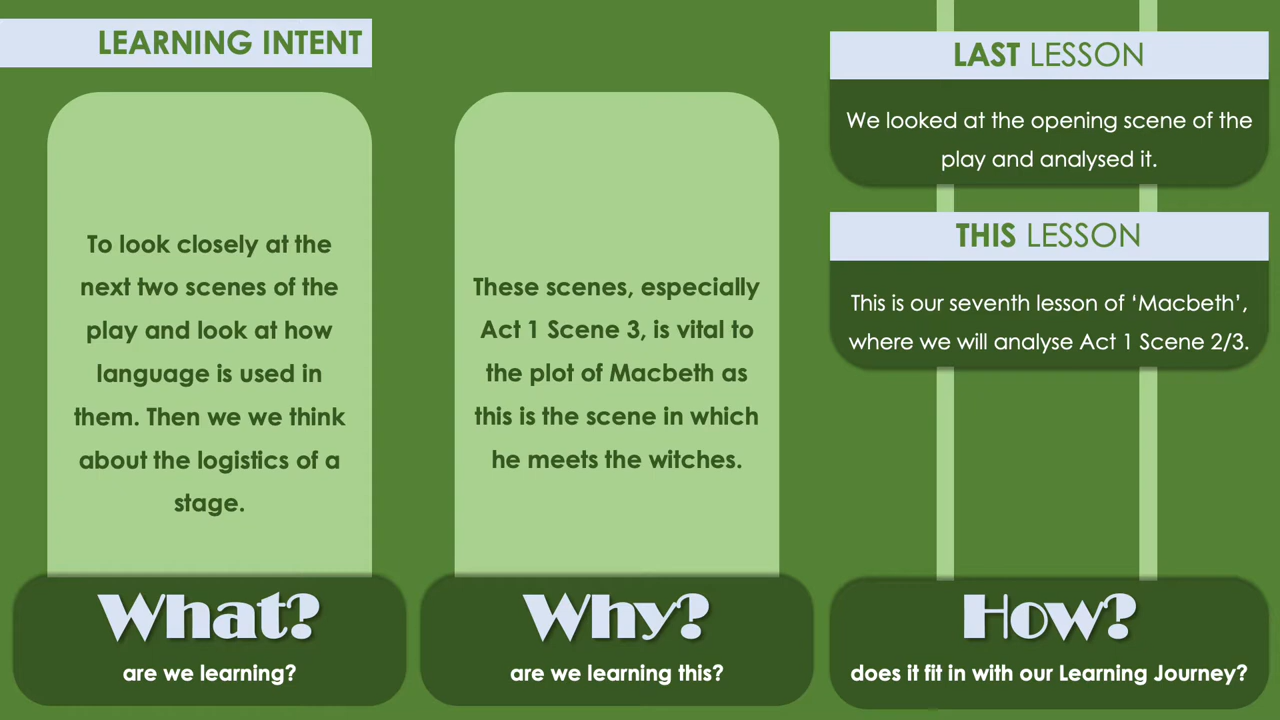 LEARNING INTENT
To look closely at the
next two scenes of the
play and look at how
language is used in
them. Then we we think
about the logistics of a
stage.
What?
are we learning?
These scenes, especially
Act 1 Scene 3, is vital to
the plot of Macbeth as
this is the scene in which
he meets the witches.
Why?
are we learning this?
LAST LESSON
We looked at the opening scene of the
play and analysed it.
THIS LESSON
This is our seventh lesson of ‘Macbeth’,
where we will analyse Act 1 Scene 2/3.
How?
does it fit in with our Learning Journey?